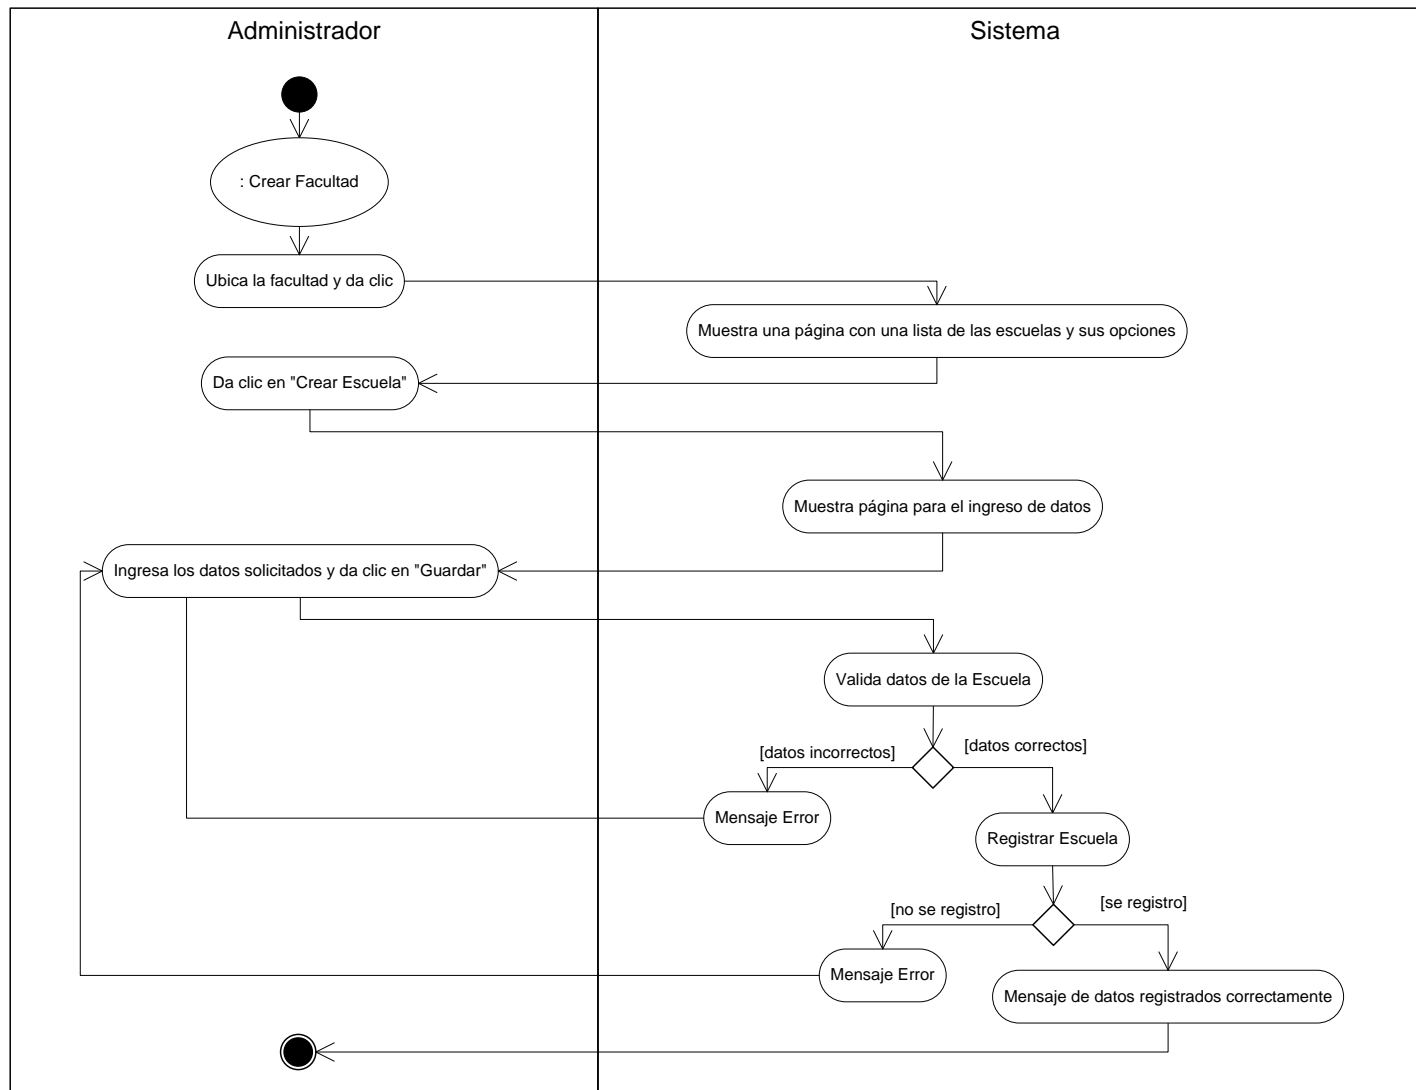 Administrador
Sistema
: Crear Facultad
Ubica la facultad y da clic
Muestra una página con una lista de las escuelas y sus opciones
Da clic en "Crear Escuela"
Muestra página para el ingreso de datos
Ingresa los datos solicitados y da clic en "Guardar"
Valida datos de la Escuela
[datos incorrectos]
[datos correctos]
Mensaje Error
Registrar Escuela
[no se registro]
[se registro]
Mensaje Error
Mensaje de datos registrados correctamente